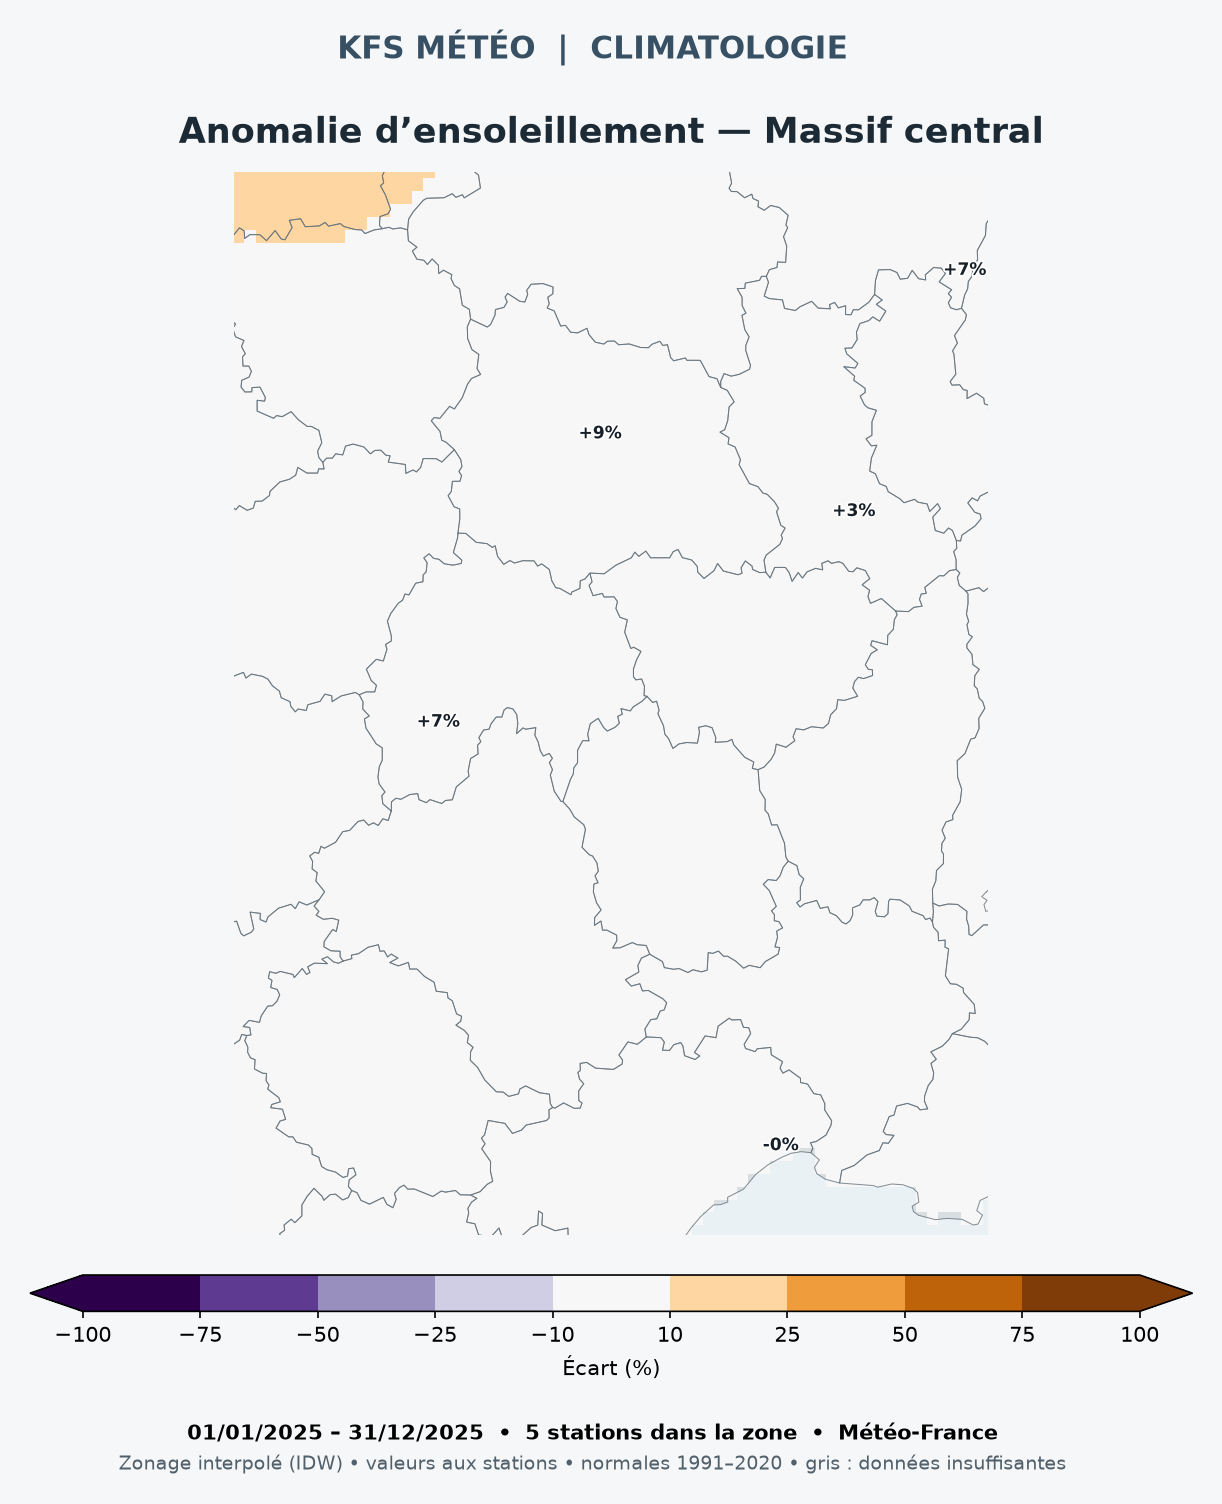 KFS MÉTÉO | CLIMATOLOGIE
Anomalie d’ensoleillement — Massif central
+7%
+9%
+3%
+7%
-0%
−100 −75 −50 −25 −10 10 25 50 75 100
Écart (%)
01/01/2025 – 31/12/2025 • 5 stations dans la zone • Météo-France
Zonage interpolé (IDW) • valeurs aux stations • normales 1991–2020 • gris : données insuffisantes